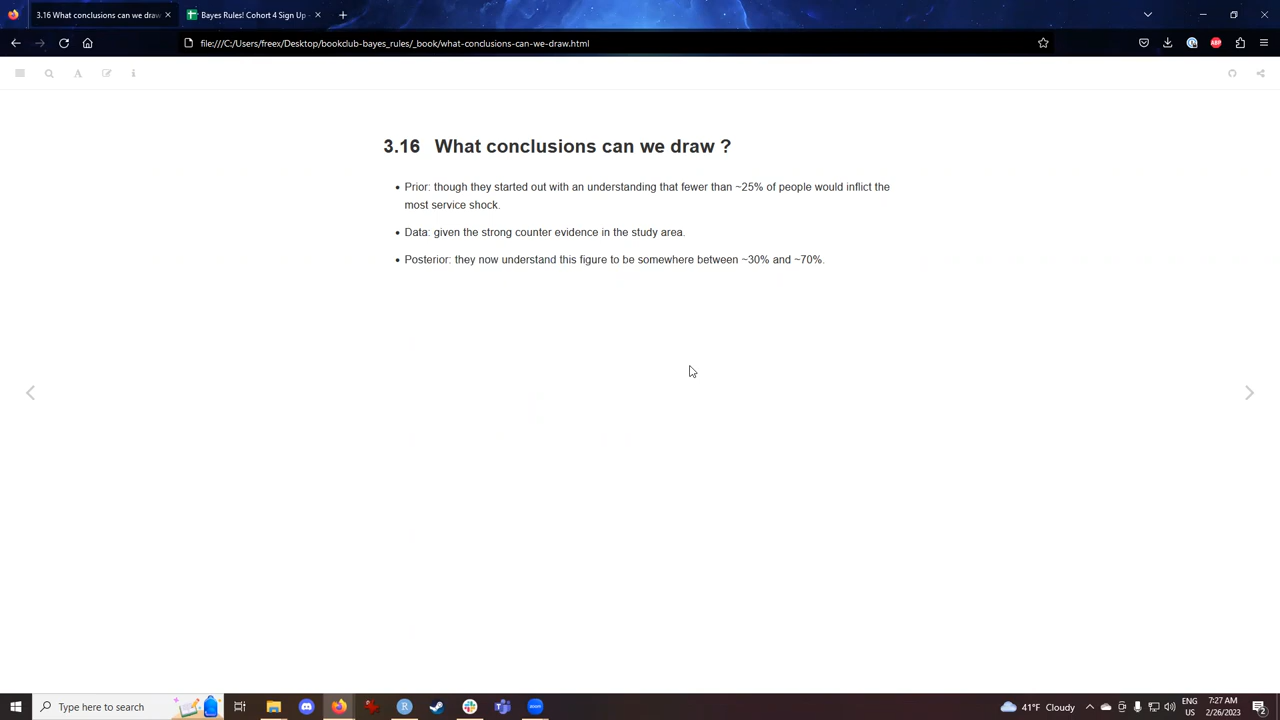 3.16 What conclusions can we draw
Bayes Rules! Cohort 4 Sign Up -
file:///C:/Users/freex/Desktop/bookclub-bayes_rules/_book/what-conclusions-can-we-draw.html
ABP
3.16 What conclusions can we draw ?
• Prior: though they started out with an understanding that fewer than ~25% of people would inflict the
most service shock.
• Data: given the strong counter evidence in the study area.
• Posterior: they now understand this figure to be somewhere between ~30% and ~70%.
Type here to search
zoom
41°F Cloudy
ENG
US
7:27 AM
2/26/2023
2